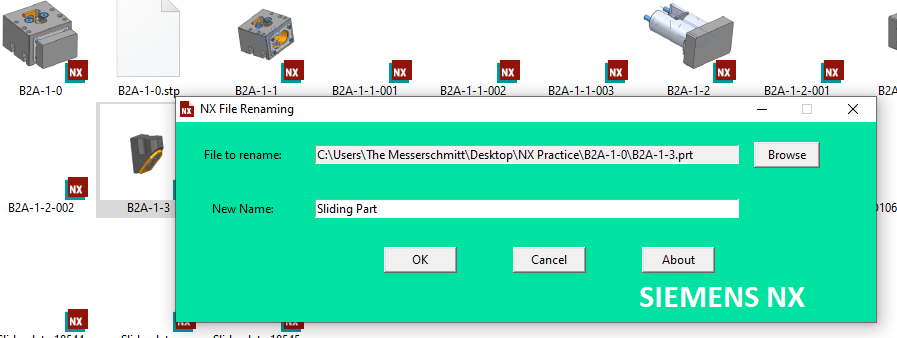 B2A-1-0
B2A-1-0.stp
B2A-1-1
B2A-1-1-001
B2A-1-1-002
B2A-1-1-003
B2A-1-2
B2A-1-2-001
NX File Renaming
File to rename:
C:\Users\The Messerschmitt\Desktop\NX Practice\B2A-1-0\B2A-1-3.prt
Browse
B2A-1-2-002
B2A-1-3
New Name:
Sliding Part
OK
Cancel
About
SIEMENS NX
NX
NX
NX
NX
NX
NX
NX
NX
NX
NX
NX
NX